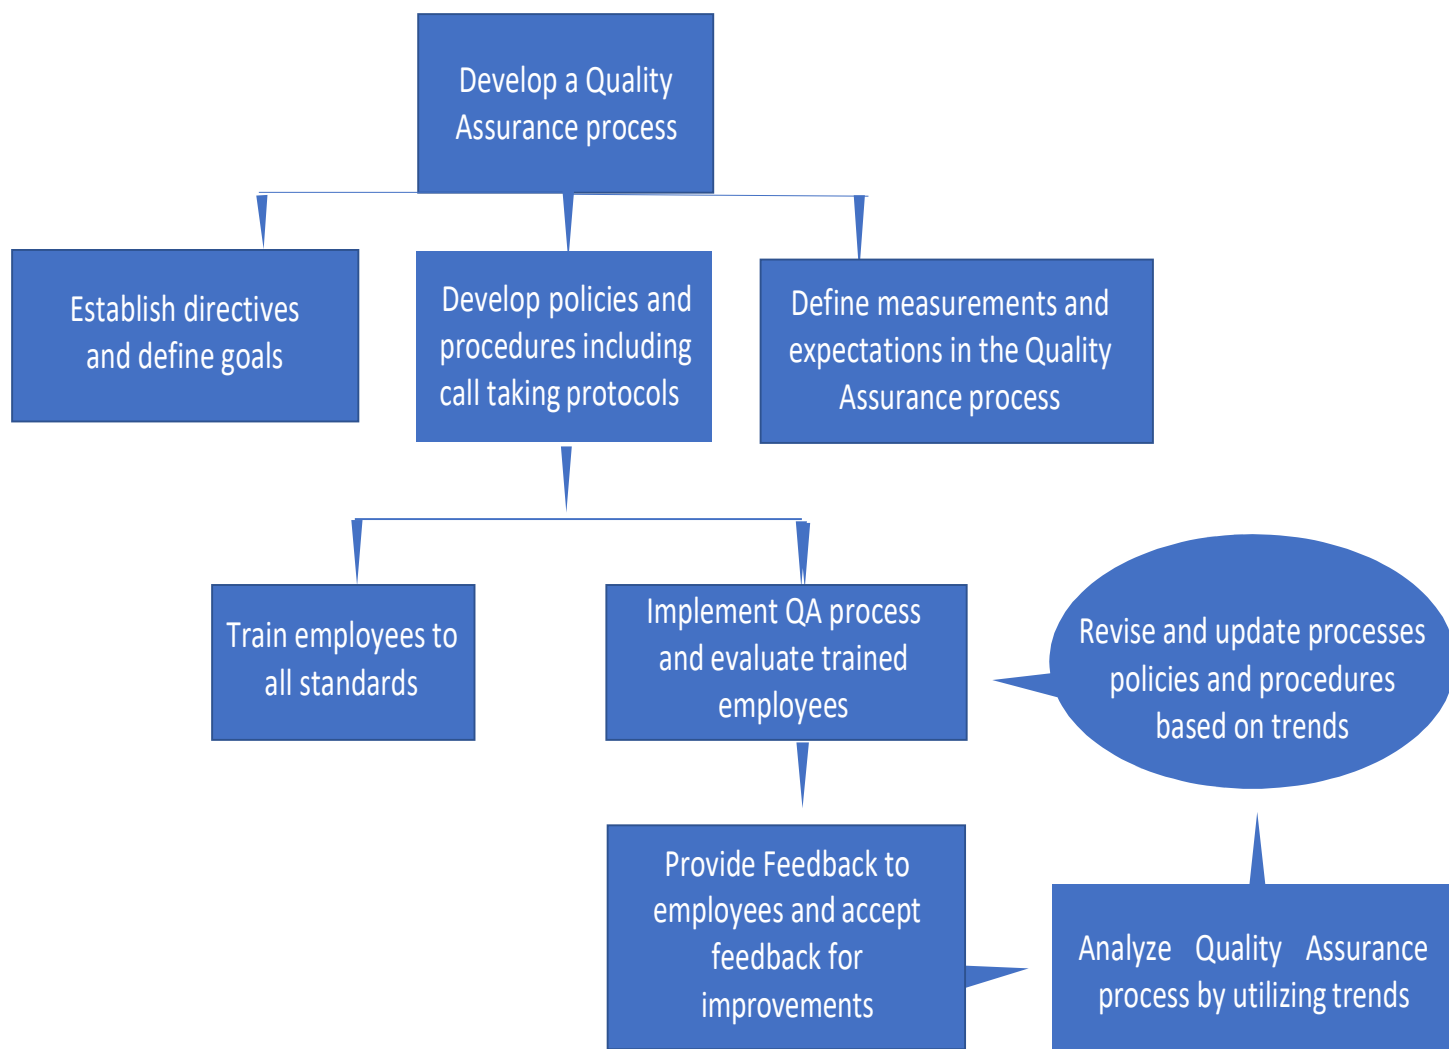 Develop a Quality
Assurance process
Establish directives
and define goals
Develop policies and
procedures including
call taking protocols
Define measurements and
expectations in the Quality
Assurance process
Train employees to
all standards
Implement QA process
and evaluate trained
employees
Revise and update processes
policies and procedures
based on trends
Provide Feedback to
employees and accept
feedback for
improvements
Analyze Quality Assurance
process by utilizing trends